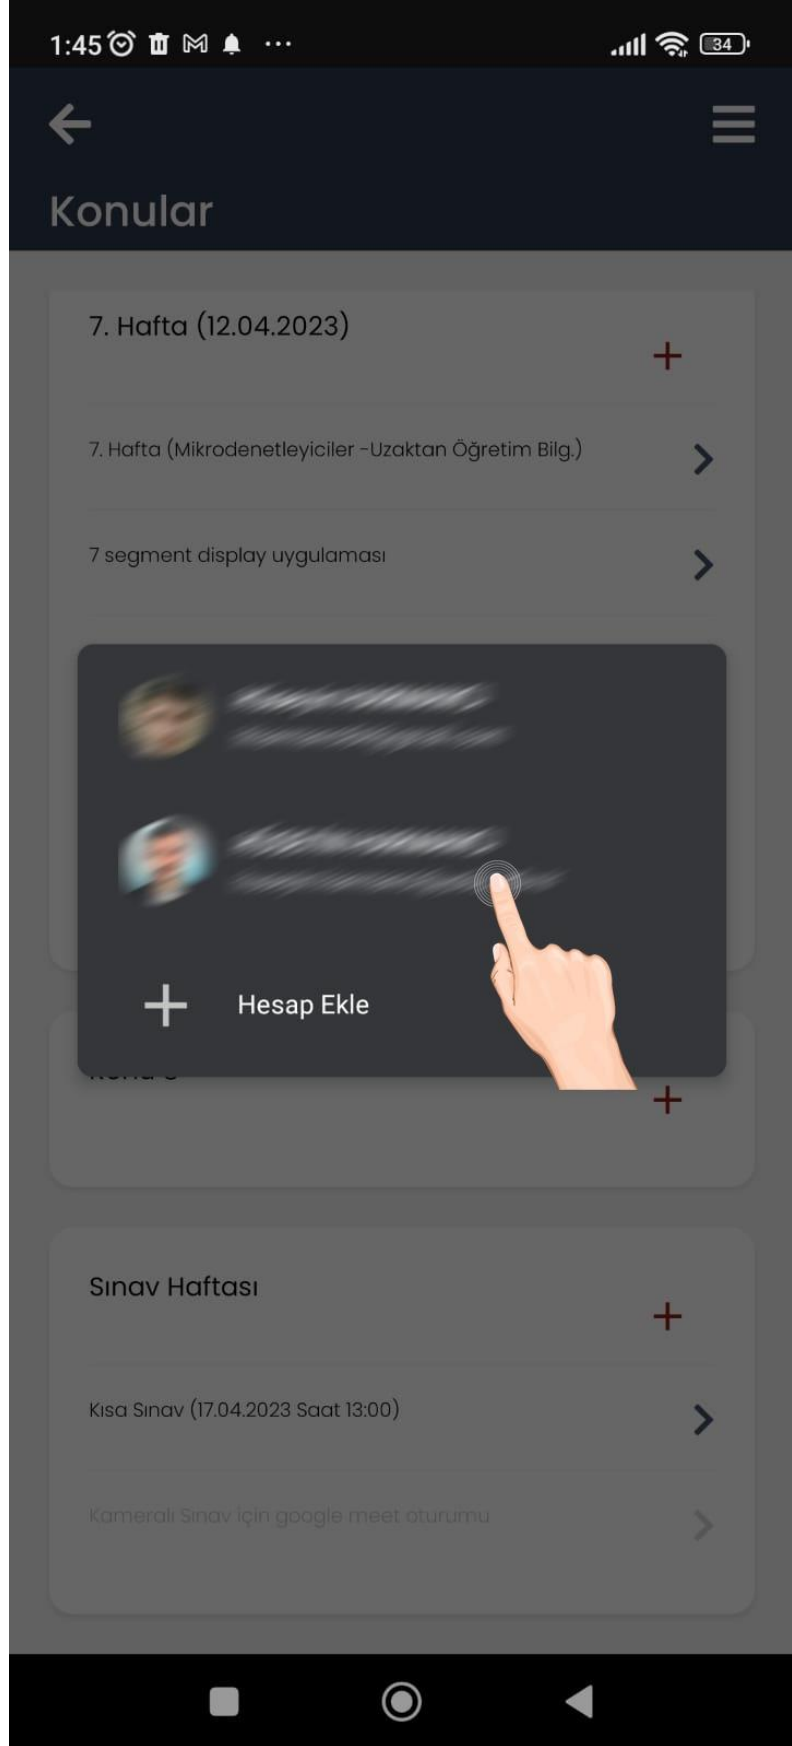 1:45
34
Konular
7. Hafta (12.04.2023)
7. Hafta (Mikrodenetleyiciler -Uzaktan Öğretim Bilg.)
7 segment display uygulaması
Hesap Ekle
Sınav Haftası
Kısa Sınav (17.04.2023 Saat 13:00)
Kameralı Sınav için google meet oturumu